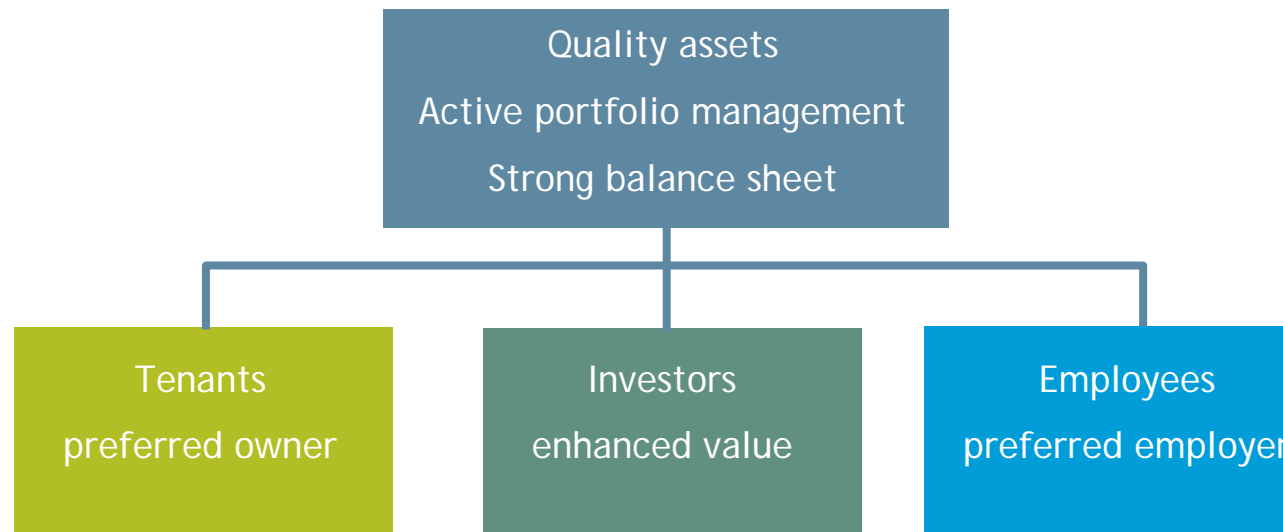 Quality assets
Active portfolio management
Strong balance sheet
Tenants
preferred owner
Investors
enhanced value
Employees
preferred employer